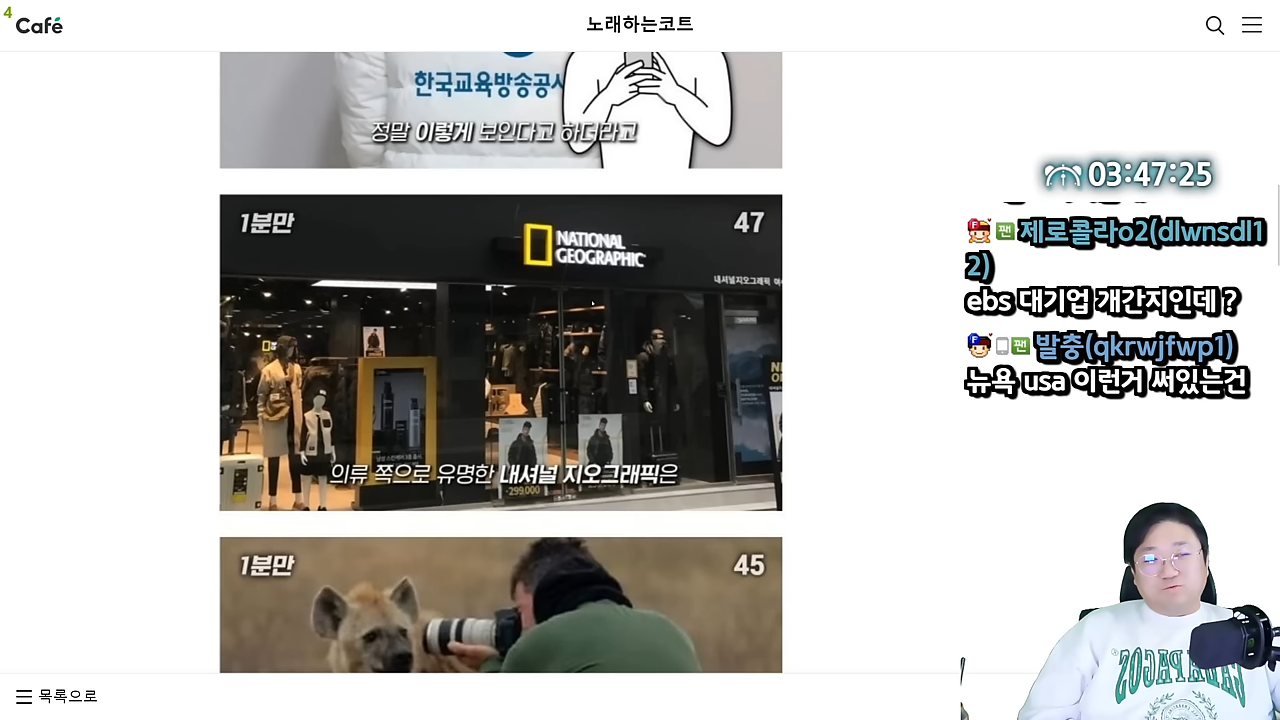 4
Café
노래하는코트
한국교육방송공사
정말 이렇게 보인다고 하더라고
1분만
47
NATIONAL
GEOGRAPHIC
의류 쪽으로 유명한 내셔널 지오그래픽은
-299,000
1분만
45
목록으로
03:47:25
제로콜라o2(dlwnsdl1
2)
ebs 대기업 개간지인데 ?
발충(qkrwjfwp1)
뉴욕 usa 이런거 써있는건